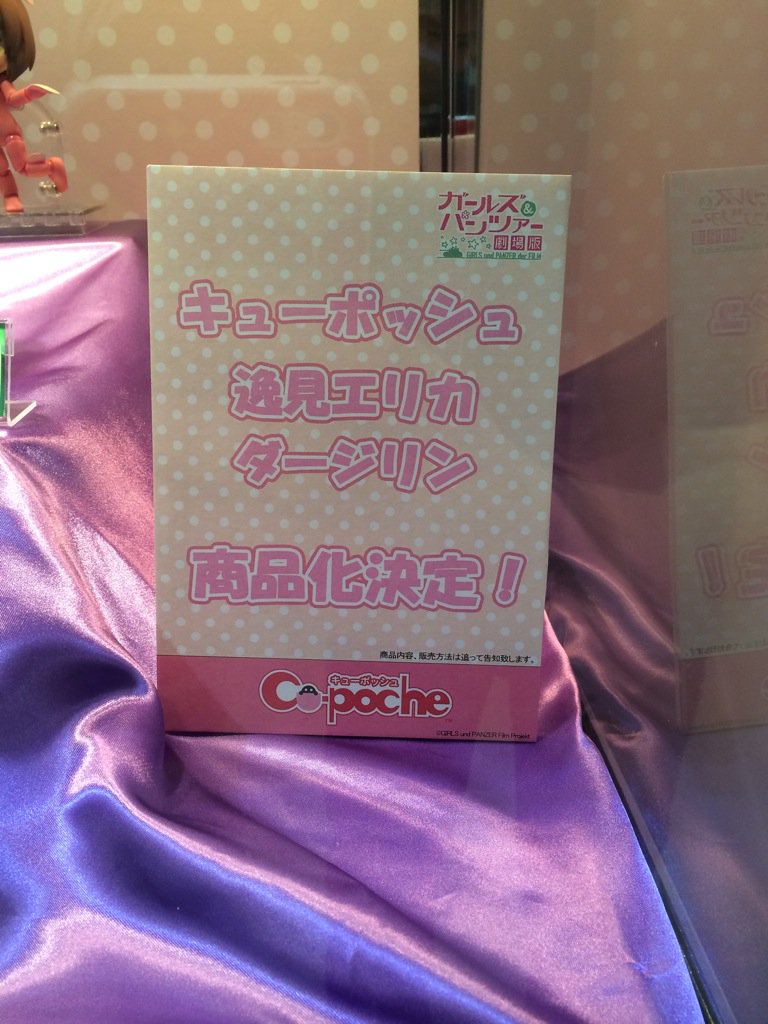 ガールズ&
パンツァー
劇場版
GIRLS und PANZER der FILM
キューポッシュ
逸見エリカ
ダージリン
商品化決定!
商品内容、販売方法は追って告知致します。
キューポッシュ
Cu-poche
©GIRLS und PANZER Film Projekt